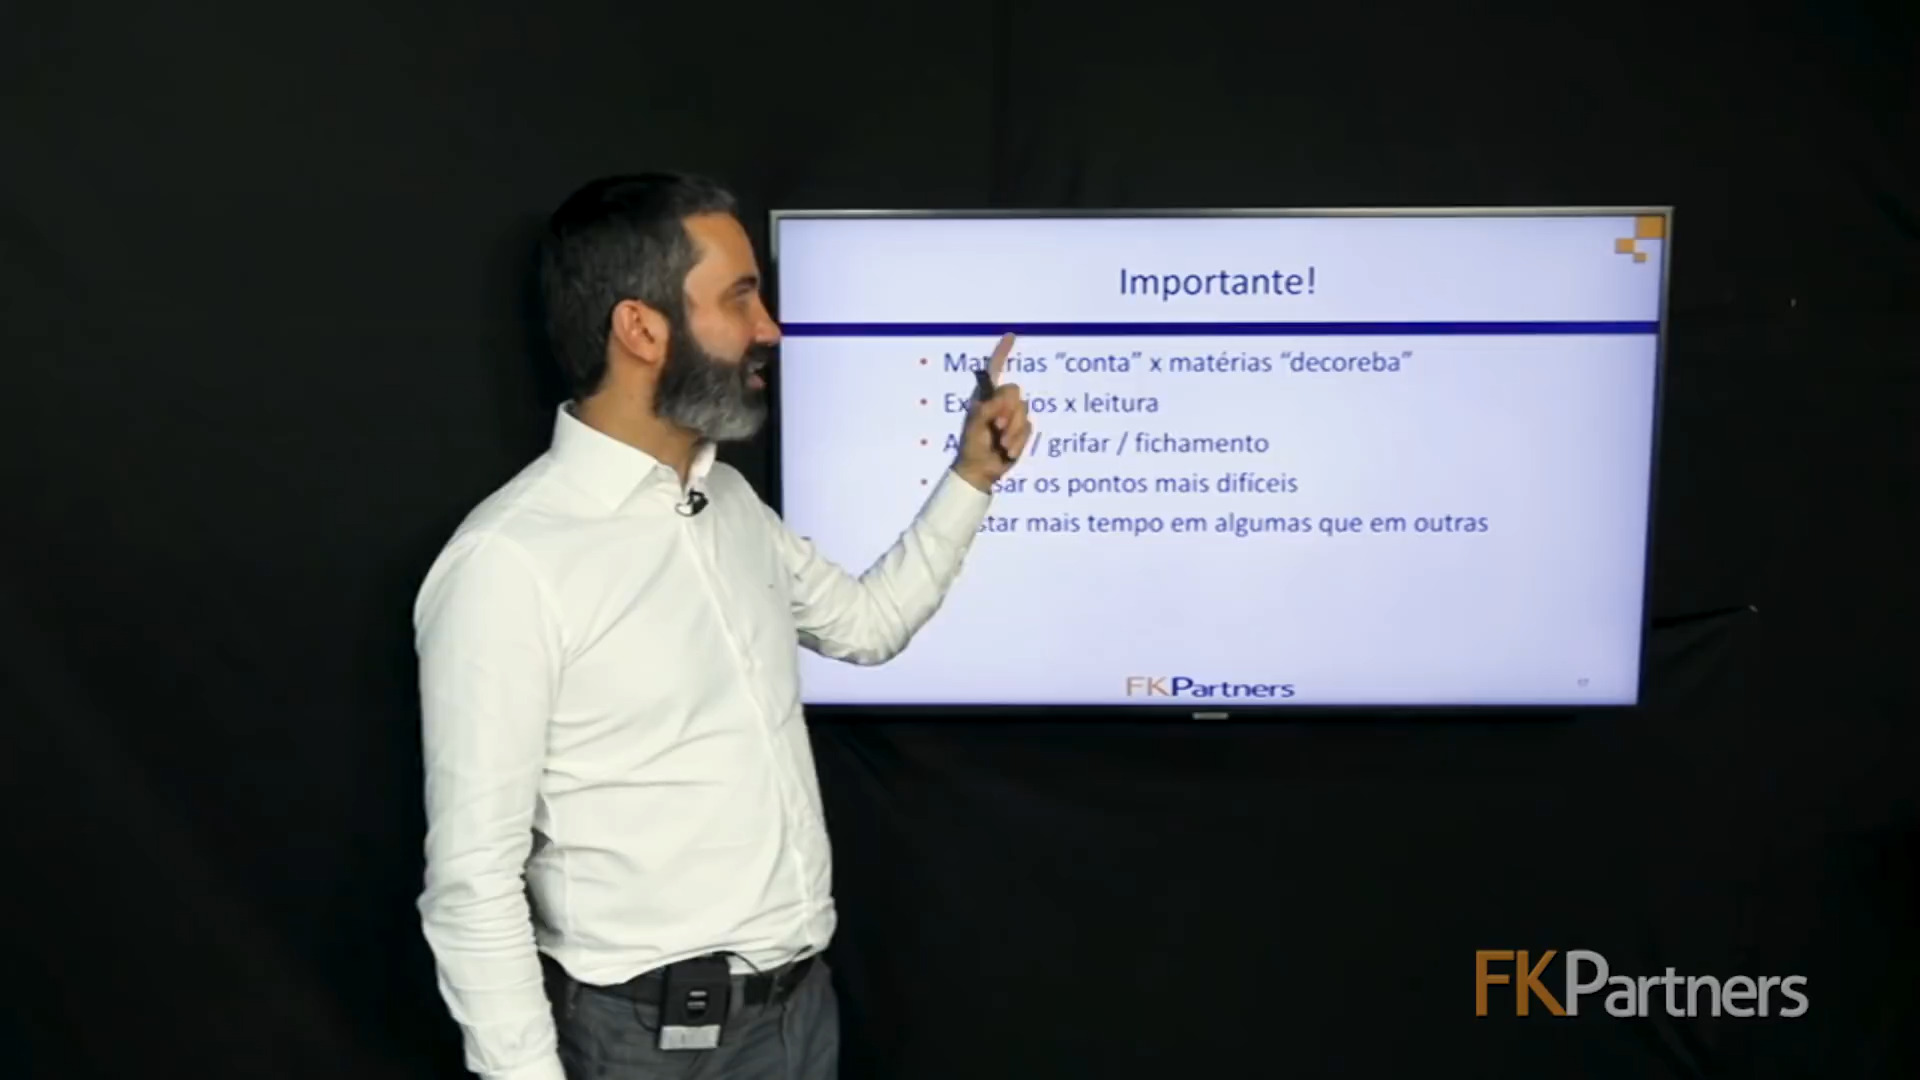 Importante!
• “conta” x matérias “decoreba”
• x leitura
• / grifar / fichamento
• os pontos mais difíceis
mais tempo em algumas que em outras
FKPartners
FKPartners